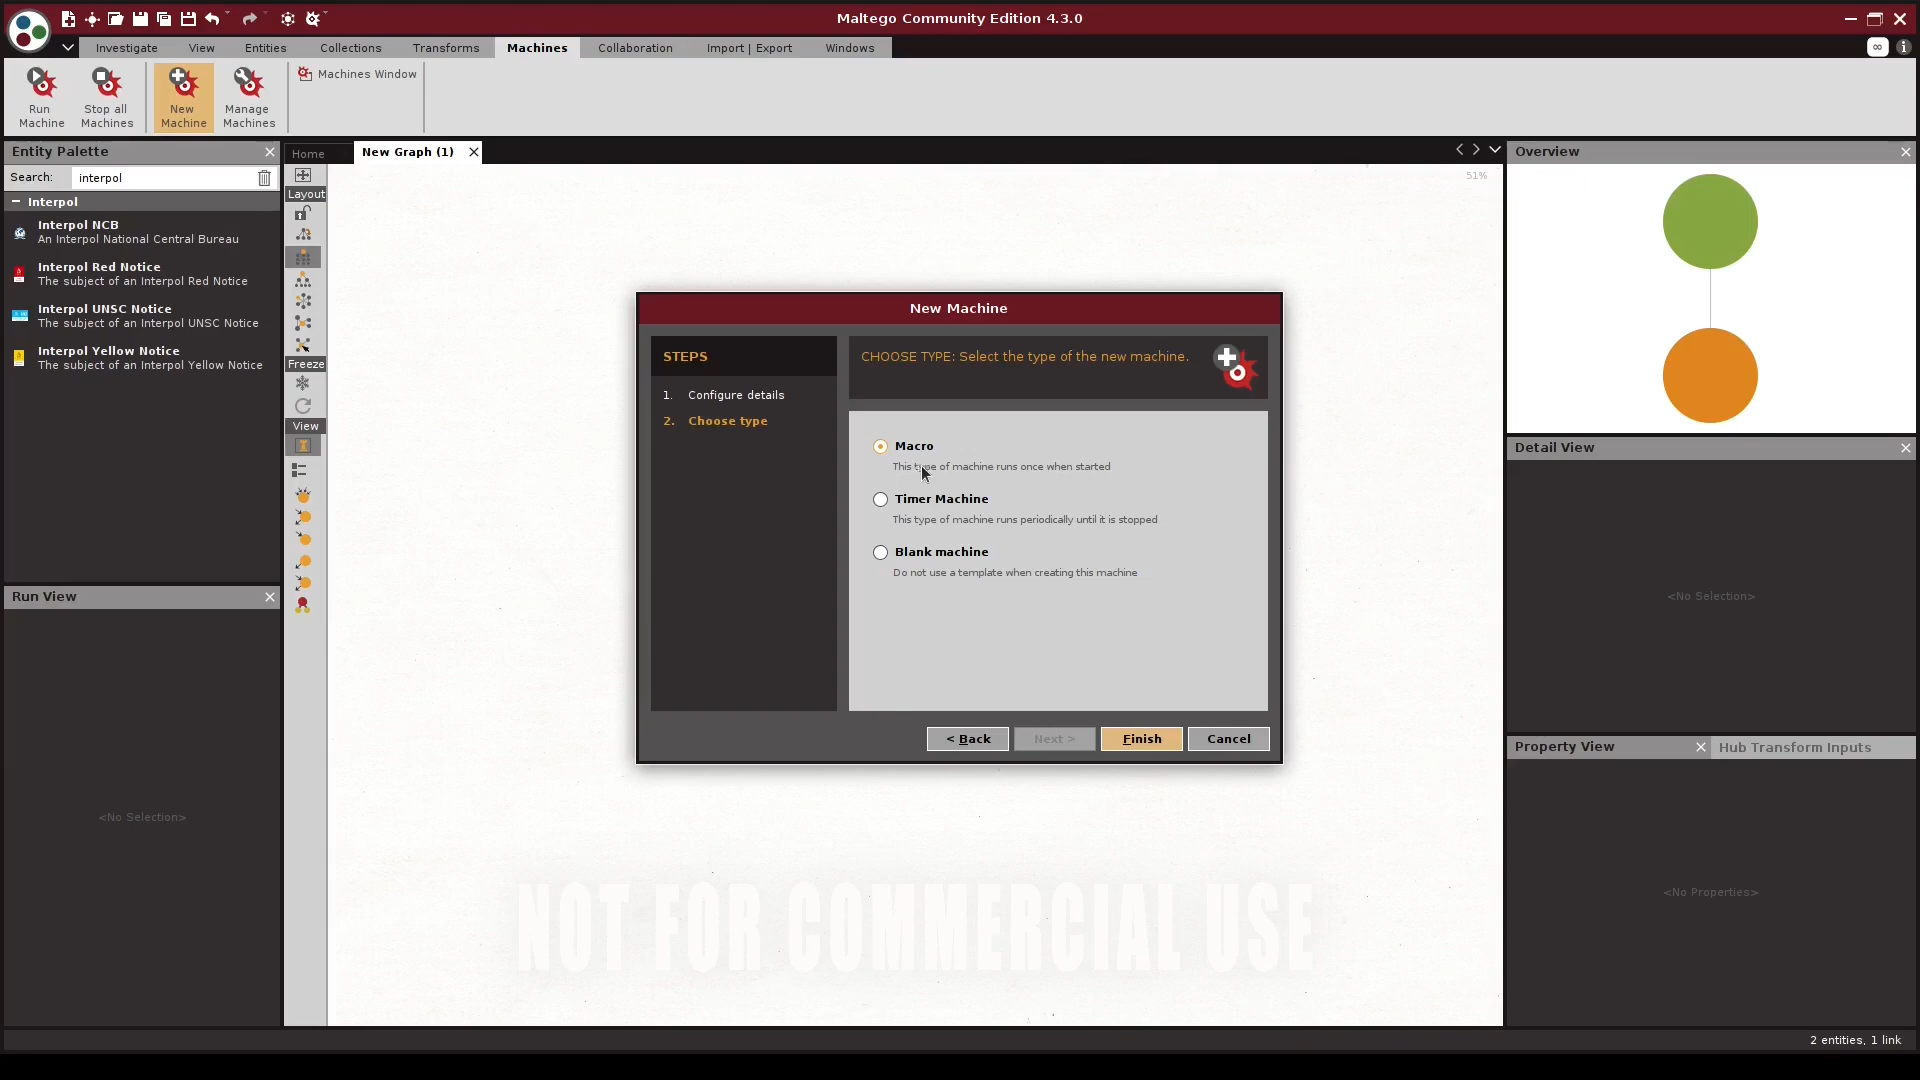 Maltego Community Edition 4.3.0
Investigate View Entities Collections Transforms Machines Collaboration Import | Export Windows
Run Machine
Stop all Machines
New Machine
Manage Machines
Machines Window
Entity Palette
Search: interpol
Interpol
Interpol NCB
An Interpol National Central Bureau
Interpol Red Notice
The subject of an Interpol Red Notice
Interpol UNSC Notice
The subject of an Interpol UNSC Notice
Interpol Yellow Notice
The subject of an Interpol Yellow Notice
Run View
<No Selection>
Home New Graph (1)
51%
Layout
Freeze
View
New Machine
STEPS
1. Configure details
2. Choose type
CHOOSE TYPE: Select the type of the new machine.
Macro
This type of machine runs once when started
Timer Machine
This type of machine runs periodically until it is stopped
Blank machine
Do not use a template when creating this machine
< Back Next > Finish Cancel
NOT FOR COMMERCIAL USE
Overview
Detail View
<No Selection>
Property View Hub Transform Inputs
<No Properties>
2 entities, 1 link